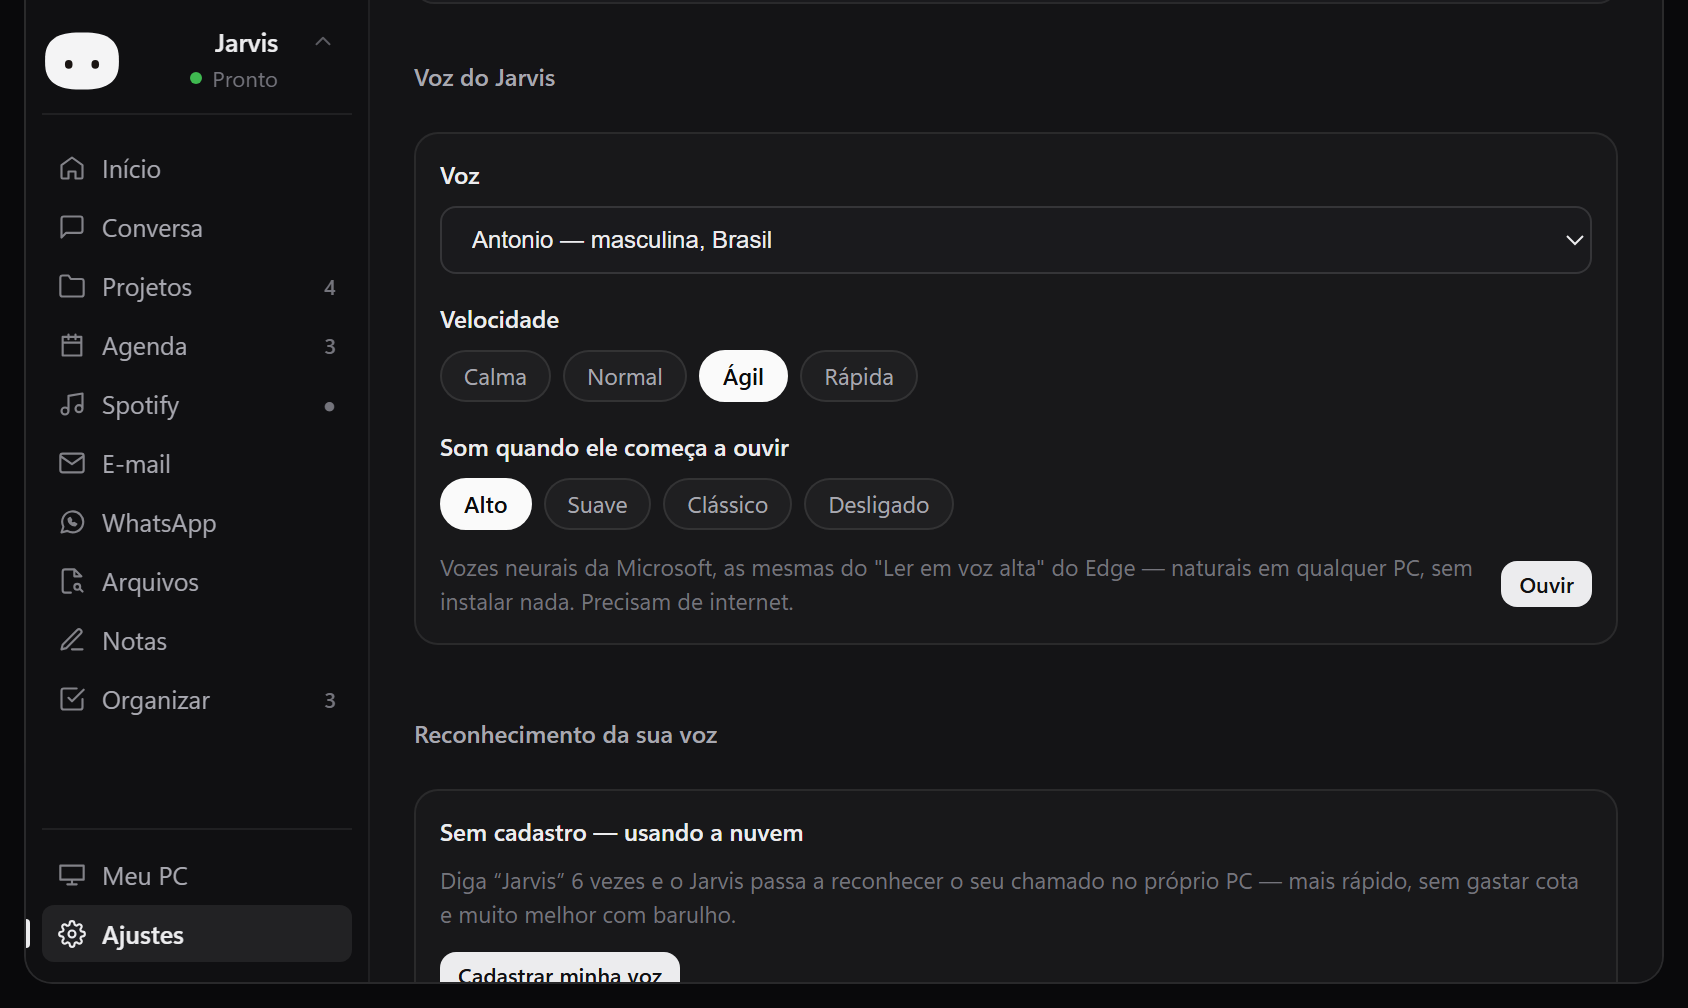 Jarvis
Pronto
Início
Conversa
Projetos 4
Agenda 3
Spotify
E-mail
WhatsApp
Arquivos
Notas
Organizar 3
Meu PC
Ajustes
Voz do Jarvis
Voz
Antonio — masculina, Brasil
Velocidade
Calma Normal Ágil Rápida
Som quando ele começa a ouvir
Alto Suave Clássico Desligado
Vozes neurais da Microsoft, as mesmas do "Ler em voz alta" do Edge — naturais em qualquer PC, sem
instalar nada. Precisam de internet.
Ouvir
Reconhecimento da sua voz
Sem cadastro — usando a nuvem
Diga “Jarvis” 6 vezes e o Jarvis passa a reconhecer o seu chamado no próprio PC — mais rápido, sem gastar cota
e muito melhor com barulho.
Cadastrar minha voz